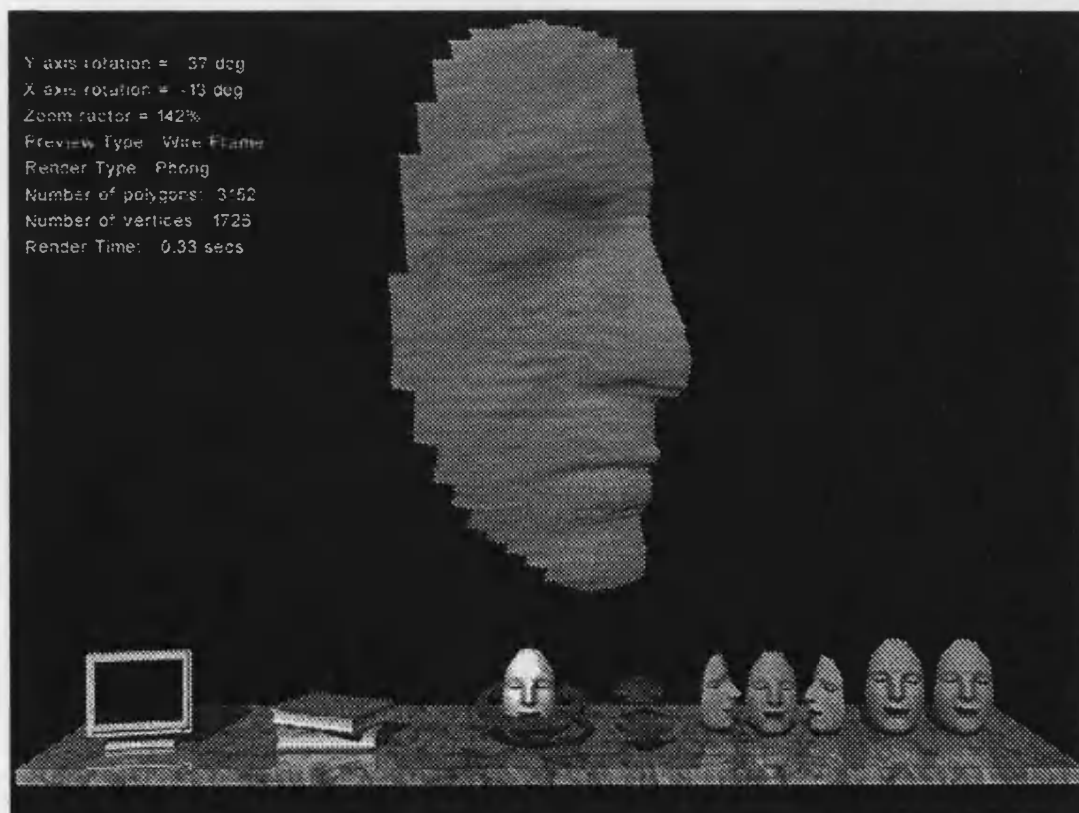 Y axis rotation = 37 deg
X axis rotation = -13 deg
Zoom factor = 142%
Preview Type Wire Frame
Render Type Phong
Number of polygons: 3152
Number of vertices 1726
Render Time: 0.33 secs